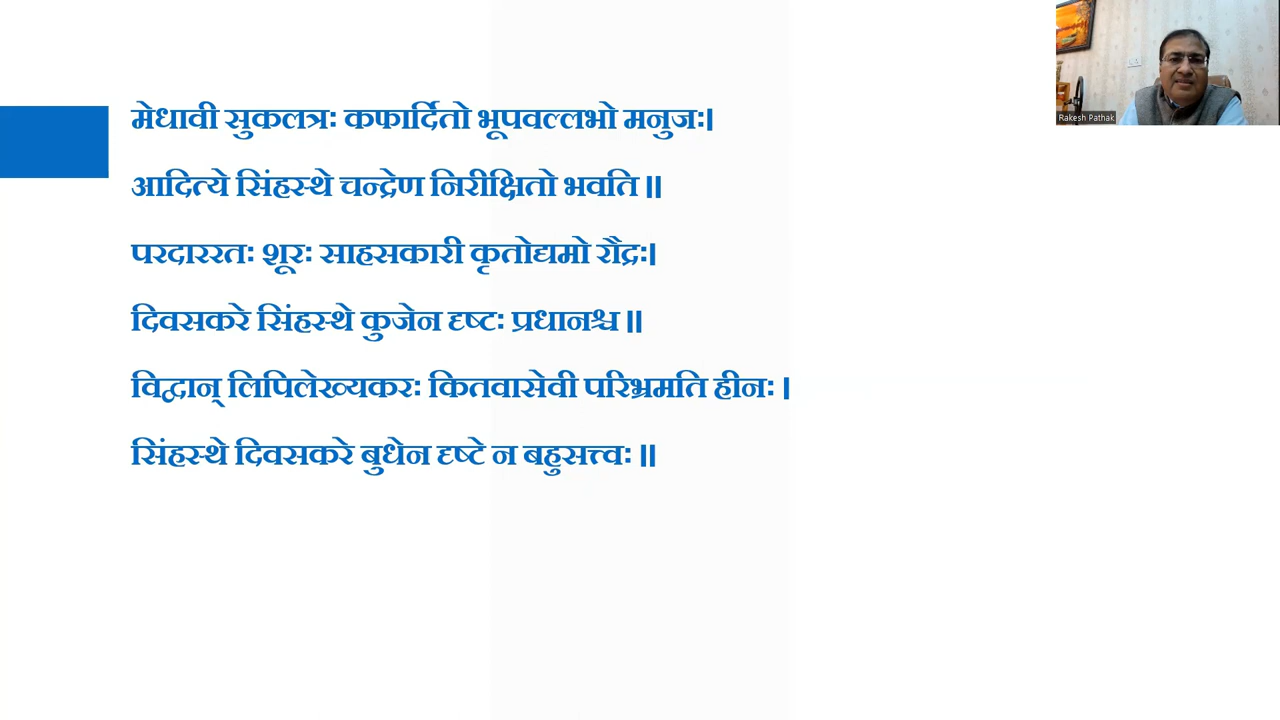 मेधावी सुकलत्रः कफार्दितो भूपवल्लभो मनुजः।
आदित्ये सिंहस्थे चन्द्रेण निरीक्षितो भवति ॥
परदाररतः शूरः साहसकारी कृतोद्यमो रौद्रः।
दिवसकरे सिंहस्थे कुजेन दृष्टः प्रधानश्च ॥
विद्वान् लिपिलेख्यकरः कितवासेवी परिभ्रमति हीनः ।
सिंहस्थे दिवसकरे बुधेन दृष्टे न बहुसत्त्वः ॥
Rakesh Pathak